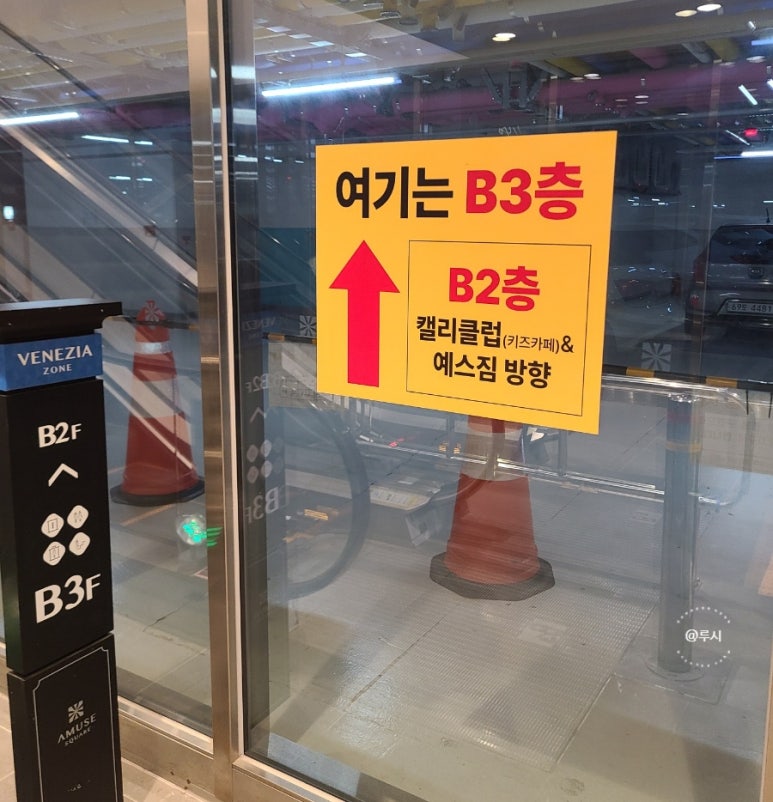 여기는 B3층
B2층
캘리클럽(키즈카페)&
예스짐 방향
VENEZIA
ZONE
B2F
B3F
AMUSE
SQUARE
@루시